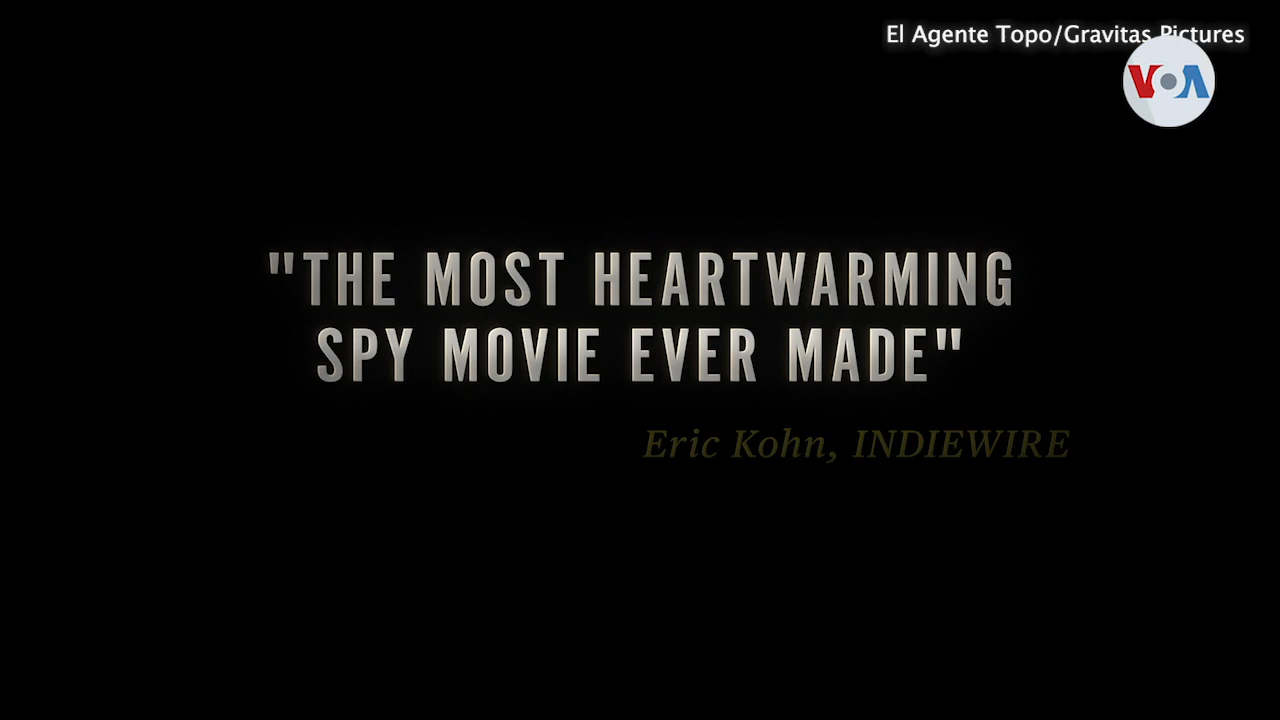 El Agente Topo/Gravitas Pictures
VOA
"THE MOST HEARTWARMING
SPY MOVIE EVER MADE"
Eric Kohn, INDIEWIRE